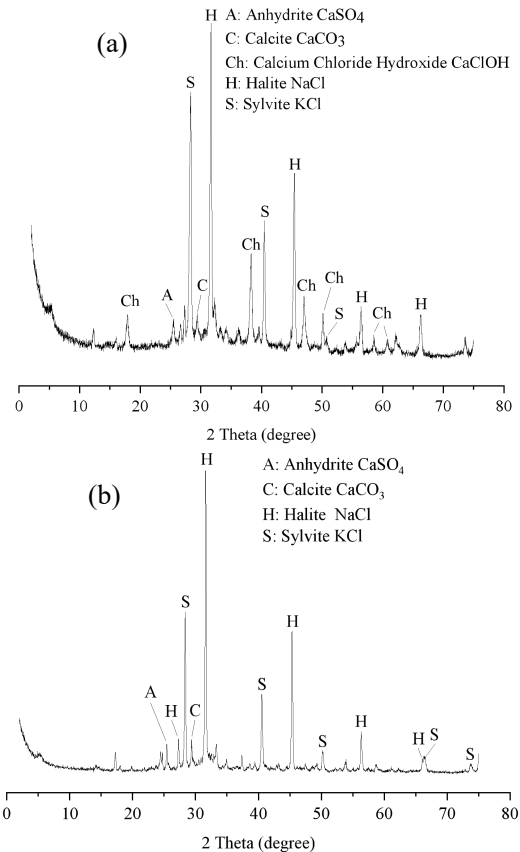 (a)
A: Anhydrite CaSO4
C: Calcite CaCO3
Ch: Calcium Chloride Hydroxide CaClOH
H: Halite NaCl
S: Sylvite KCl
H
S
H
S
Ch
Ch
A
C
Ch
Ch
S
H
Ch
H
0 10 20 30 40 50 60 70 80
2 Theta (degree)
(b)
A: Anhydrite CaSO₄
C: Calcite CaCO₃
H: Halite NaCl
S: Sylvite KCl
H
S
H
S
A
H
C
S
H
H
S
S
0 10 20 30 40 50 60 70 80
2 Theta (degree)